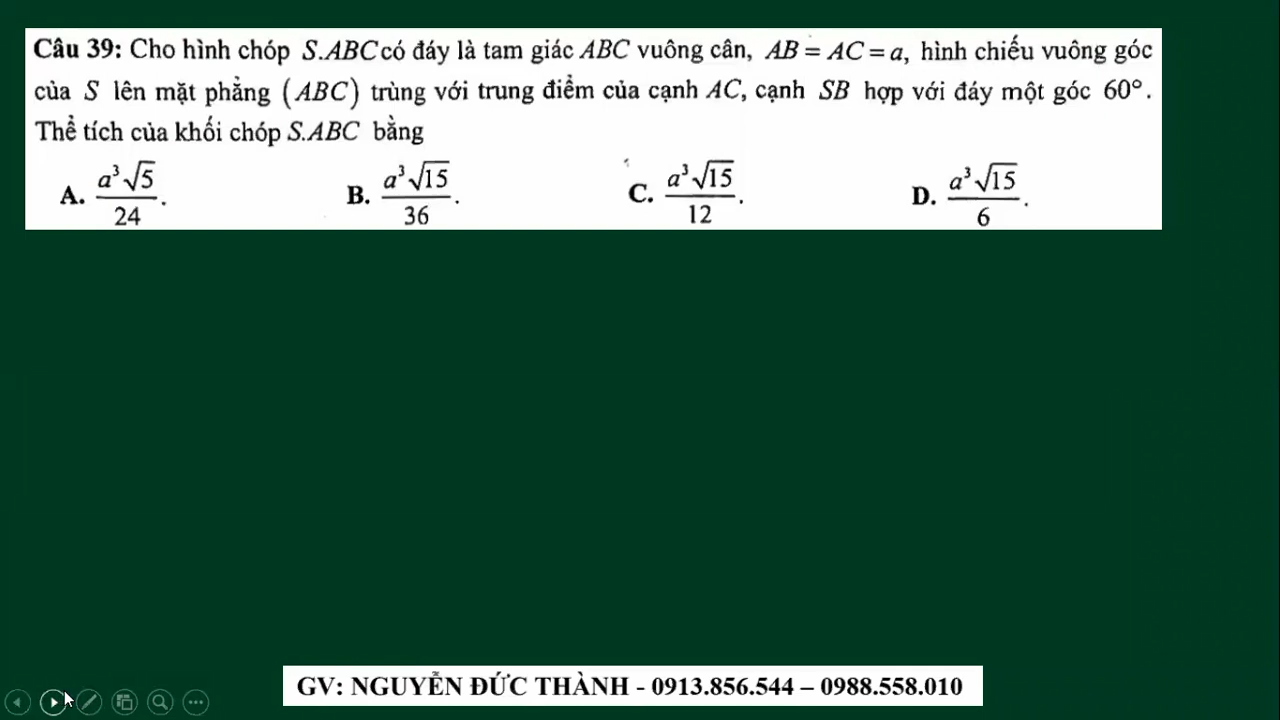 Câu 39: Cho hình chóp S.ABC có đáy là tam giác ABC vuông cân, AB = AC = a, hình chiếu vuông góc
của S lên mặt phẳng (ABC) trùng với trung điểm của cạnh AC, cạnh SB hợp với đáy một góc 60°.
Thể tích của khối chóp S.ABC bằng
A. a³√5/24. B. a³√15/36. C. a³√15/12. D. a³√15/6.
GV: NGUYỄN ĐỨC THÀNH - 0913.856.544 – 0988.558.010